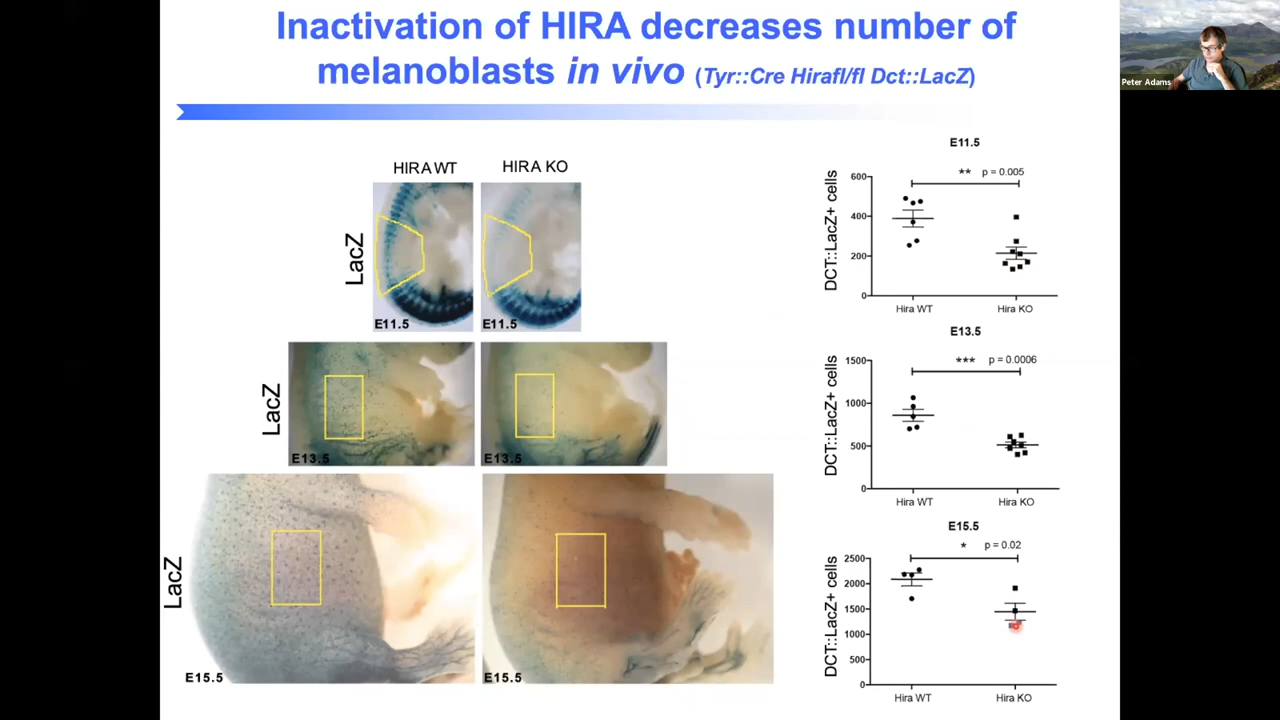 Inactivation of HIRA decreases number of
melanoblasts in vivo (Tyr::Cre Hirafl/fl Dct::LacZ)
Peter Adams
HIRA WT
HIRA KO
LacZ
E11.5
E11.5
LacZ
E13.5
E13.5
LacZ
E15.5
E15.5
E11.5
DCT::LacZ+ cells
** p = 0.005
600
400
200
0
Hira WT
Hira KO
E13.5
DCT::LacZ+ cells
*** p = 0.0006
1500
1000
500
0
Hira WT
Hira KO
E15.5
DCT::LacZ+ cells
* p = 0.02
2500
2000
1500
1000
500
0
Hira WT
Hira KO